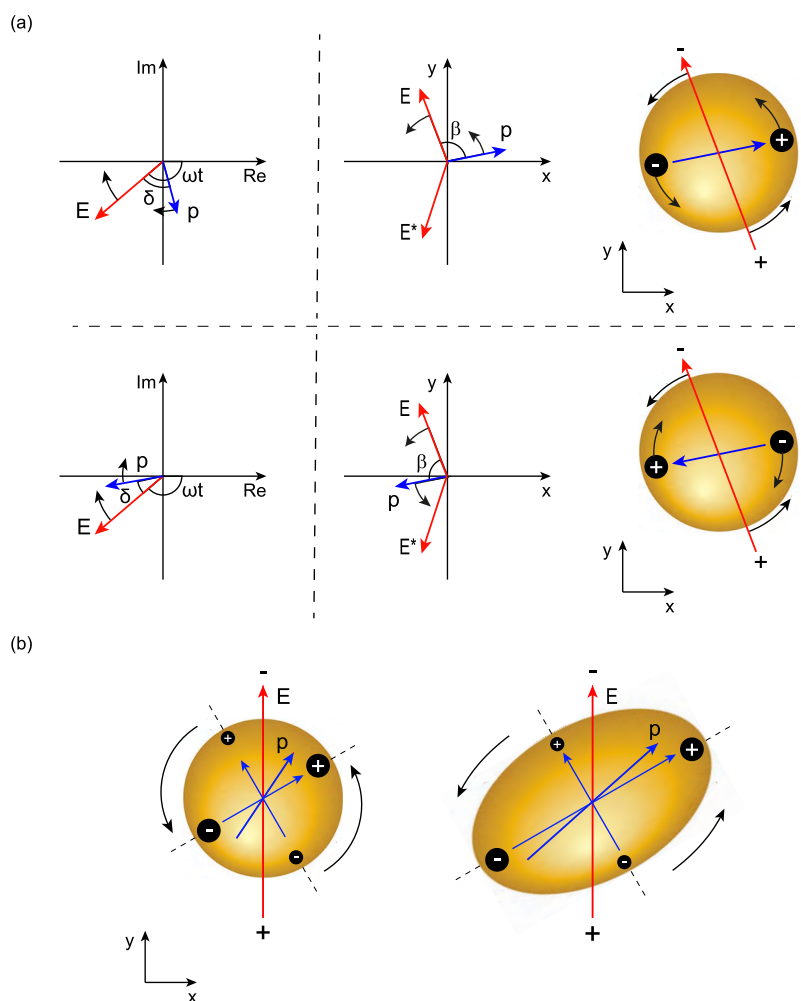 (a)
Im
Re
E
δ
p
ωt
y
x
E
β
p
E*
-
+
-
+
y
x
Im
Re
p
δ
E
ωt
y
x
E
β
p
E*
-
-
+
+
y
x
(b)
-
E
+
p
+
-
-
+
-
E
+
p
+
-
-
+
y
x